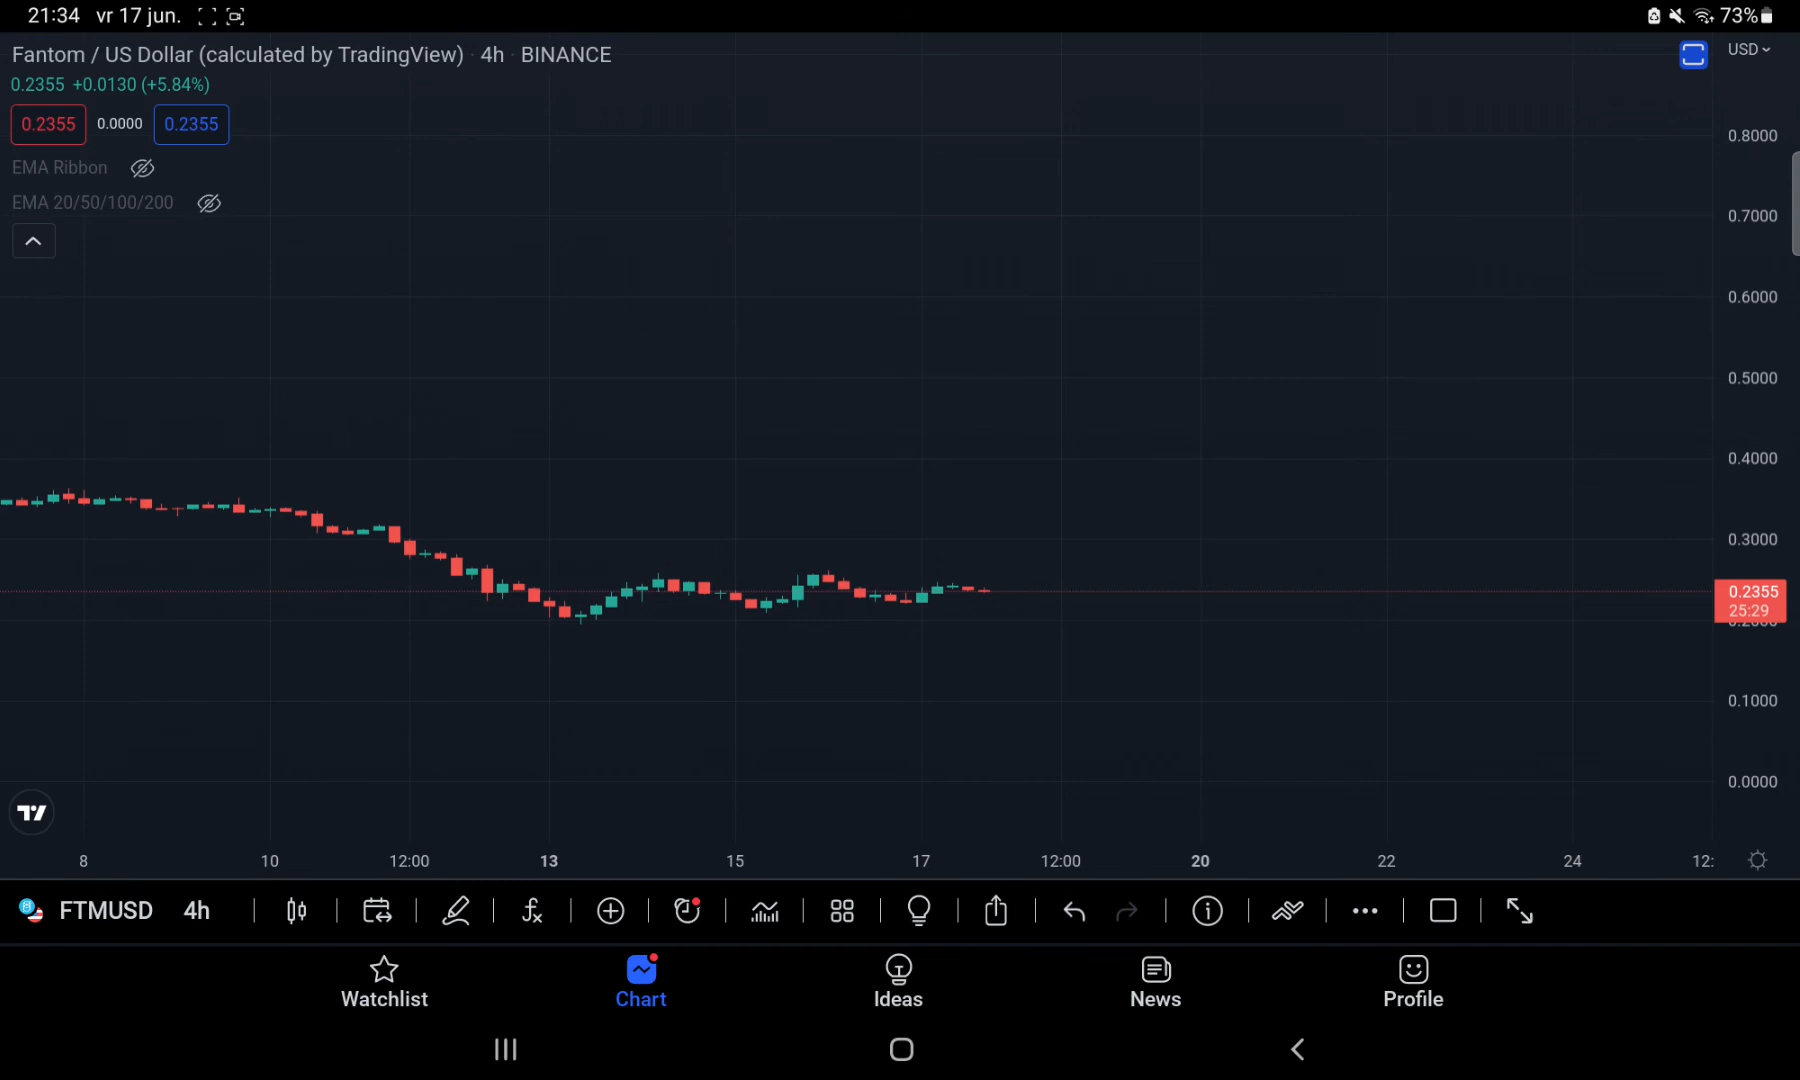 21:34 vr 17 jun. 73%
Fantom / US Dollar (calculated by TradingView) · 4h · BINANCE
USD
0.2355 +0.0130 (+5.84%)
0.2355 0.0000 0.2355
EMA Ribbon
EMA 20/50/100/200
0.8000
0.7000
0.6000
0.5000
0.4000
0.3000
0.2355
25:29
0.2000
0.1000
0.0000
8 10 12:00 13 15 17 12:00 20 22 24 12:
FTMUSD 4h
Watchlist Chart Ideas News Profile